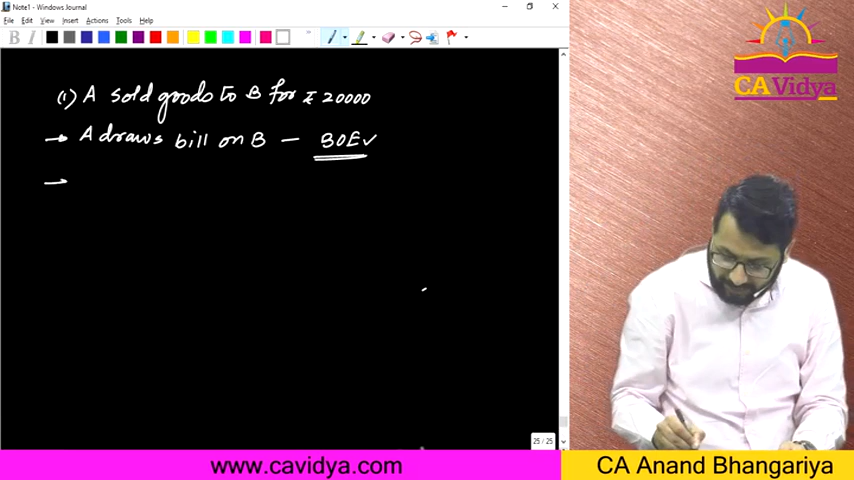 Note1 - Windows Journal
File Edit View Insert Actions Tools Help
B I
(1) A sold goods to B for ₹ 20000
→ A draws bill on B — BOE✓
→
25 / 25
CA Vidya
www.cavidya.com
CA Anand Bhangariya